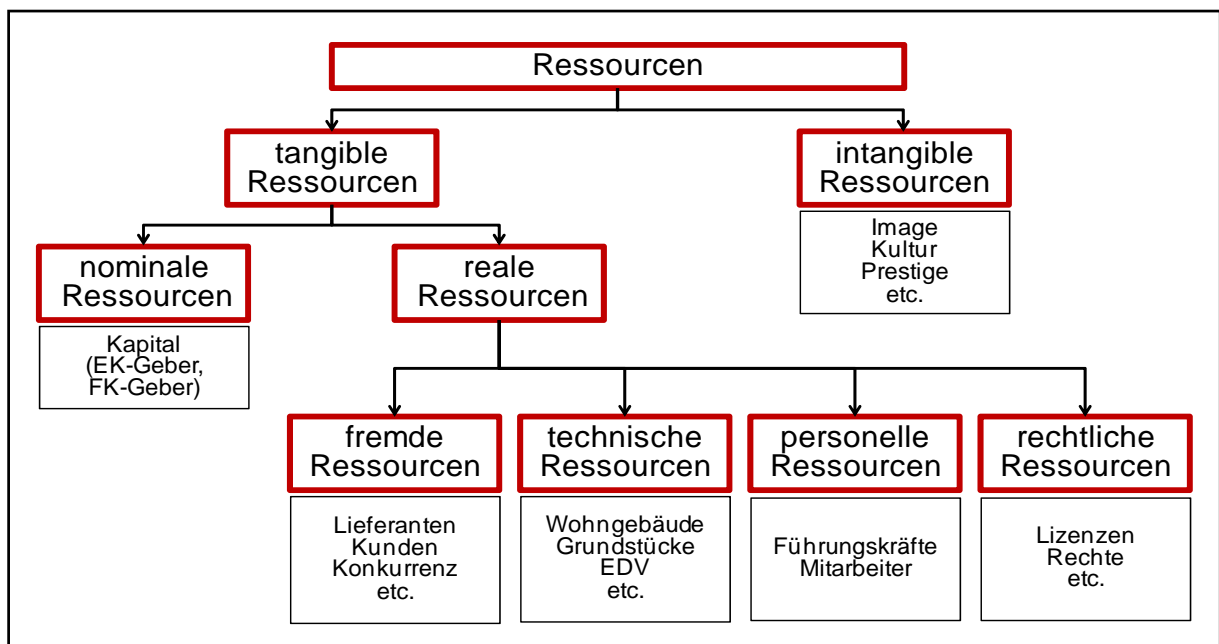 Ressourcen
tangible
Ressourcen
intangible
Ressourcen
Image
Kultur
Prestige
etc.
nominale
Ressourcen
reale
Ressourcen
Kapital
(EK-Geber,
FK-Geber)
fremde
Ressourcen
technische
Ressourcen
personelle
Ressourcen
rechtliche
Ressourcen
Lieferanten
Kunden
Konkurrenz
etc.
Wohngebäude
Grundstücke
EDV
etc.
Führungskräfte
Mitarbeiter
Lizenzen
Rechte
etc.